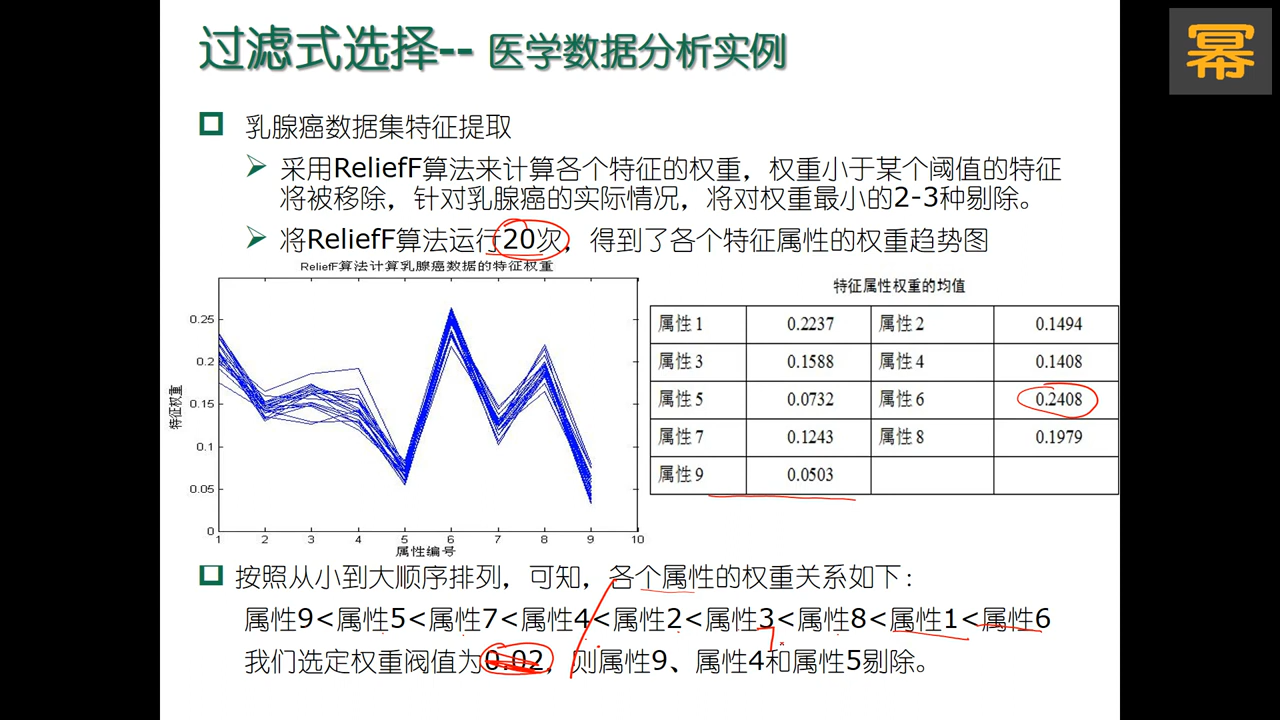 过滤式选择-- 医学数据分析实例
幂
乳腺癌数据集特征提取
采用ReliefF算法来计算各个特征的权重，权重小于某个阈值的特征
将被移除，针对乳腺癌的实际情况，将对权重最小的2-3种剔除。
将ReliefF算法运行20次，得到了各个特征属性的权重趋势图
ReliefF算法计算乳腺癌数据的特征权重
0.25
0.2
0.15
0.1
0.05
0
特征权重
1 2 3 4 5 6 7 8 9 10
属性编号
特征属性权重的均值
属性1 0.2237 属性2 0.1494
属性3 0.1588 属性4 0.1408
属性5 0.0732 属性6 0.2408
属性7 0.1243 属性8 0.1979
属性9 0.0503
按照从小到大顺序排列，可知，各个属性的权重关系如下：
属性9<属性5<属性7<属性4<属性2<属性3<属性8<属性1<属性6
我们选定权重阀值为0.02，则属性9、属性4和属性5剔除。
7